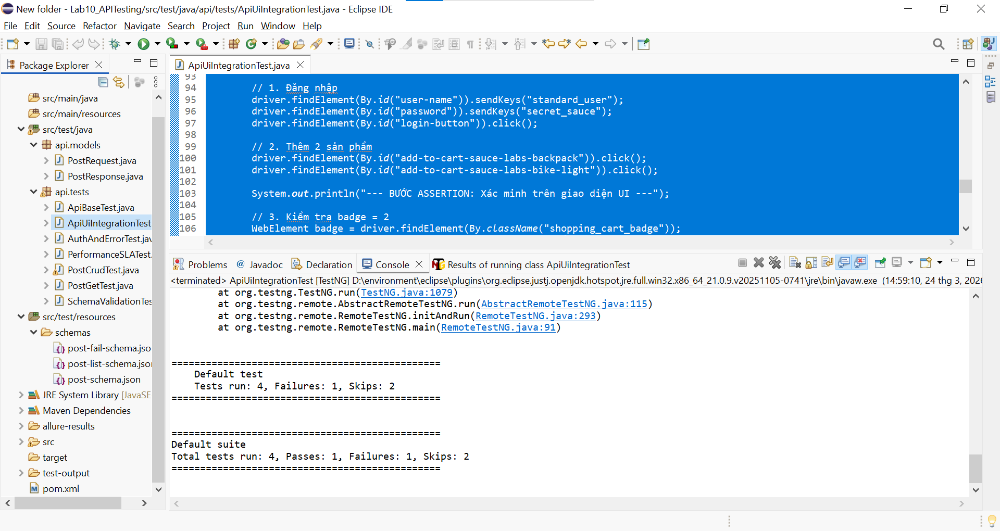 New folder - Lab10_APITesting/src/test/java/api/tests/ApiUiIntegrationTest.java - Eclipse IDE
File Edit Source Refactor Navigate Search Project Run Window Help
Package Explorer
src/main/java
src/main/resources
src/test/java
api.models
PostRequest.java
PostResponse.java
api.tests
ApiBaseTest.java
ApiUiIntegrationTest
AuthAndErrorTest.jav
PerformanceSLATest.
PostCrudTest.java
PostGetTest.java
SchemaValidationTes
src/test/resources
schemas
post-fail-schema.jso
post-list-schema.jso
post-schema.json
JRE System Library [JavaSE
Maven Dependencies
allure-results
src
target
test-output
pom.xml
ApiUiIntegrationTest.java
93
94 // 1. Đăng nhập
95 driver.findElement(By.id("user-name")).sendKeys("standard_user");
96 driver.findElement(By.id("password")).sendKeys("secret_sauce");
97 driver.findElement(By.id("login-button")).click();
98
99 // 2. Thêm 2 sản phẩm
100 driver.findElement(By.id("add-to-cart-sauce-labs-backpack")).click();
101 driver.findElement(By.id("add-to-cart-sauce-labs-bike-light")).click();
102
103 System.out.println("--- BƯỚC ASSERTION: Xác minh trên giao diện UI ---");
104
105 // 3. Kiểm tra badge = 2
106 WebElement badge = driver.findElement(By.className("shopping_cart_badge"));
Problems Javadoc Declaration Console Results of running class ApiUiIntegrationTest
<terminated> ApiUiIntegrationTest [TestNG] D:\environment\eclipse\plugins\org.eclipse.justj.openjdk.hotspot.jre.full.win32.x86_64_21.0.9.v20251105-0741\jre\bin\javaw.exe (14:59:10, 24 thg 3, 2026
at org.testng.TestNG.run(TestNG.java:1079)
at org.testng.remote.AbstractRemoteTestNG.run(AbstractRemoteTestNG.java:115)
at org.testng.remote.RemoteTestNG.initAndRun(RemoteTestNG.java:293)
at org.testng.remote.RemoteTestNG.main(RemoteTestNG.java:91)
===============================================
Default test
Tests run: 4, Failures: 1, Skips: 2
===============================================
===============================================
Default suite
Total tests run: 4, Passes: 1, Failures: 1, Skips: 2
===============================================